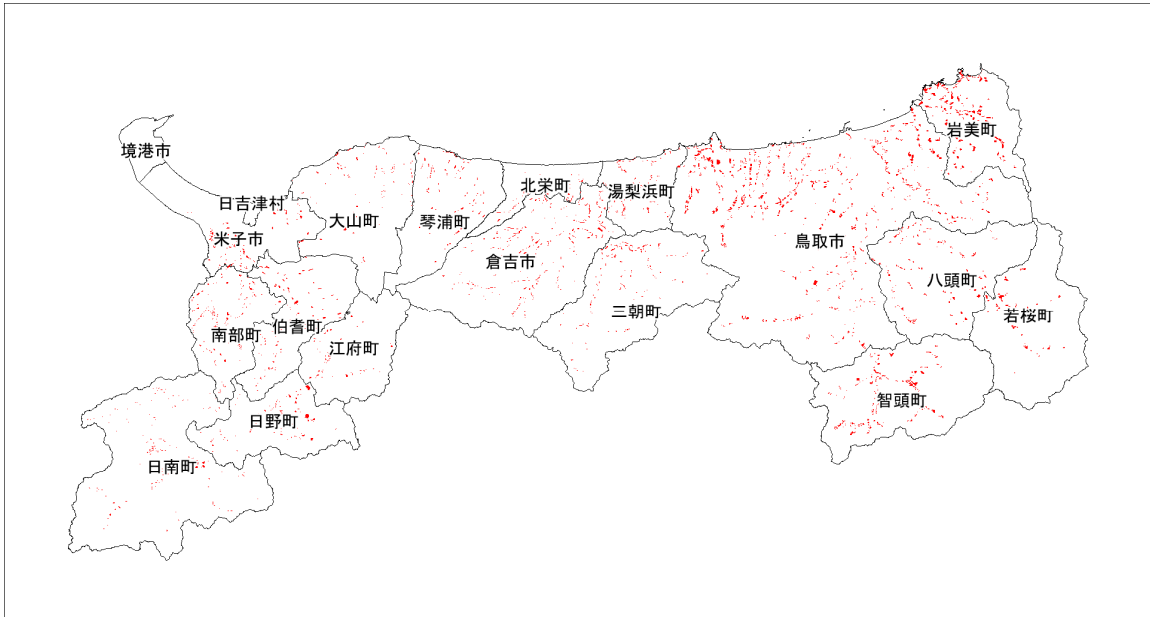 岩美町
境港市
北栄町
湯梨浜町
日吉津村
大山町
琴浦町
米子市
鳥取市
倉吉市
八頭町
三朝町
若桜町
伯耆町
南部町
江府町
智頭町
日野町
日南町